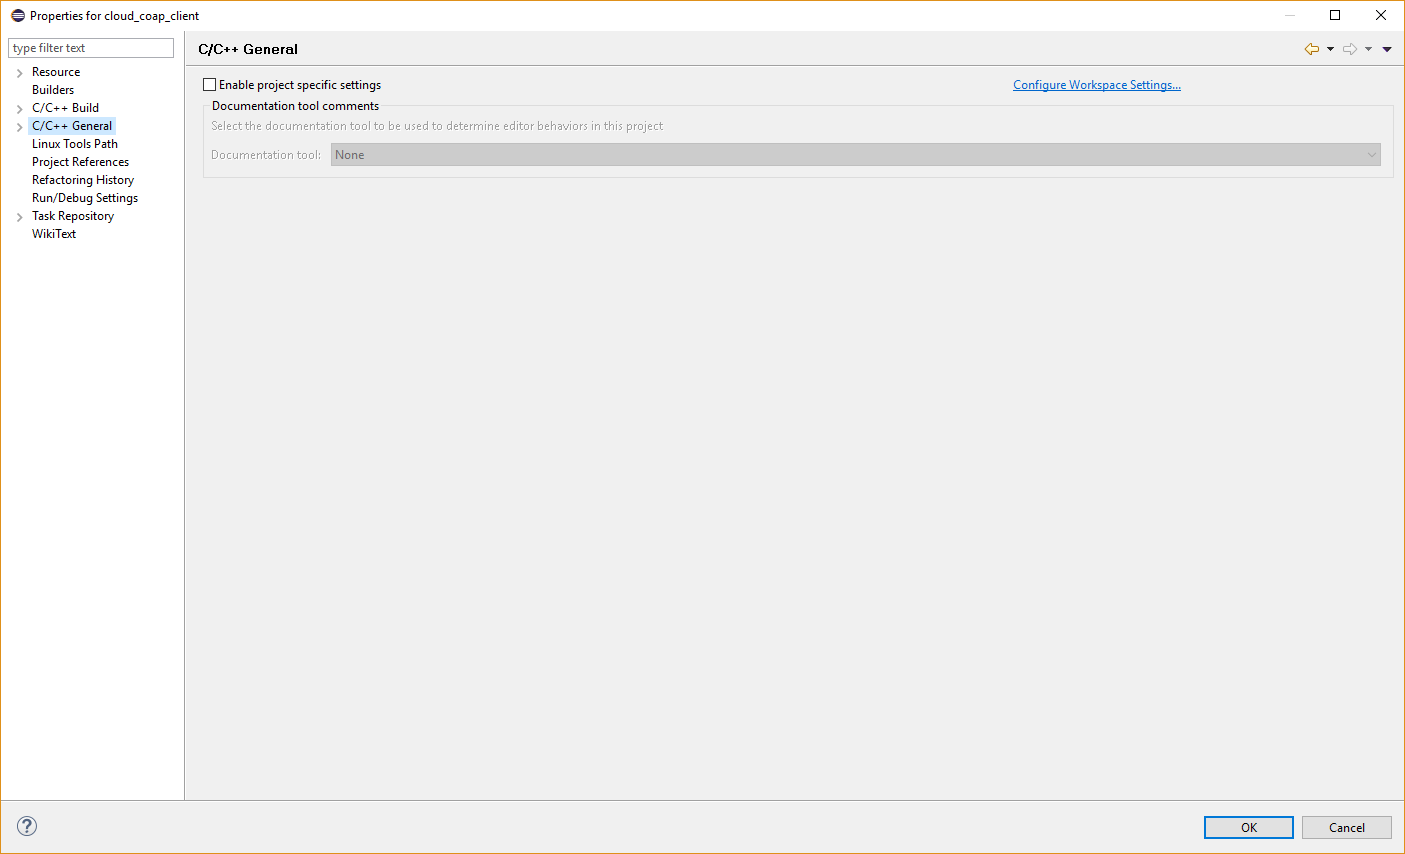 Properties for cloud_coap_client
type filter text
Resource
Builders
C/C++ Build
C/C++ General
Linux Tools Path
Project References
Refactoring History
Run/Debug Settings
Task Repository
WikiText
C/C++ General
Enable project specific settings
Configure Workspace Settings...
Documentation tool comments
Select the documentation tool to be used to determine editor behaviors in this project
Documentation tool: None
?
OK Cancel